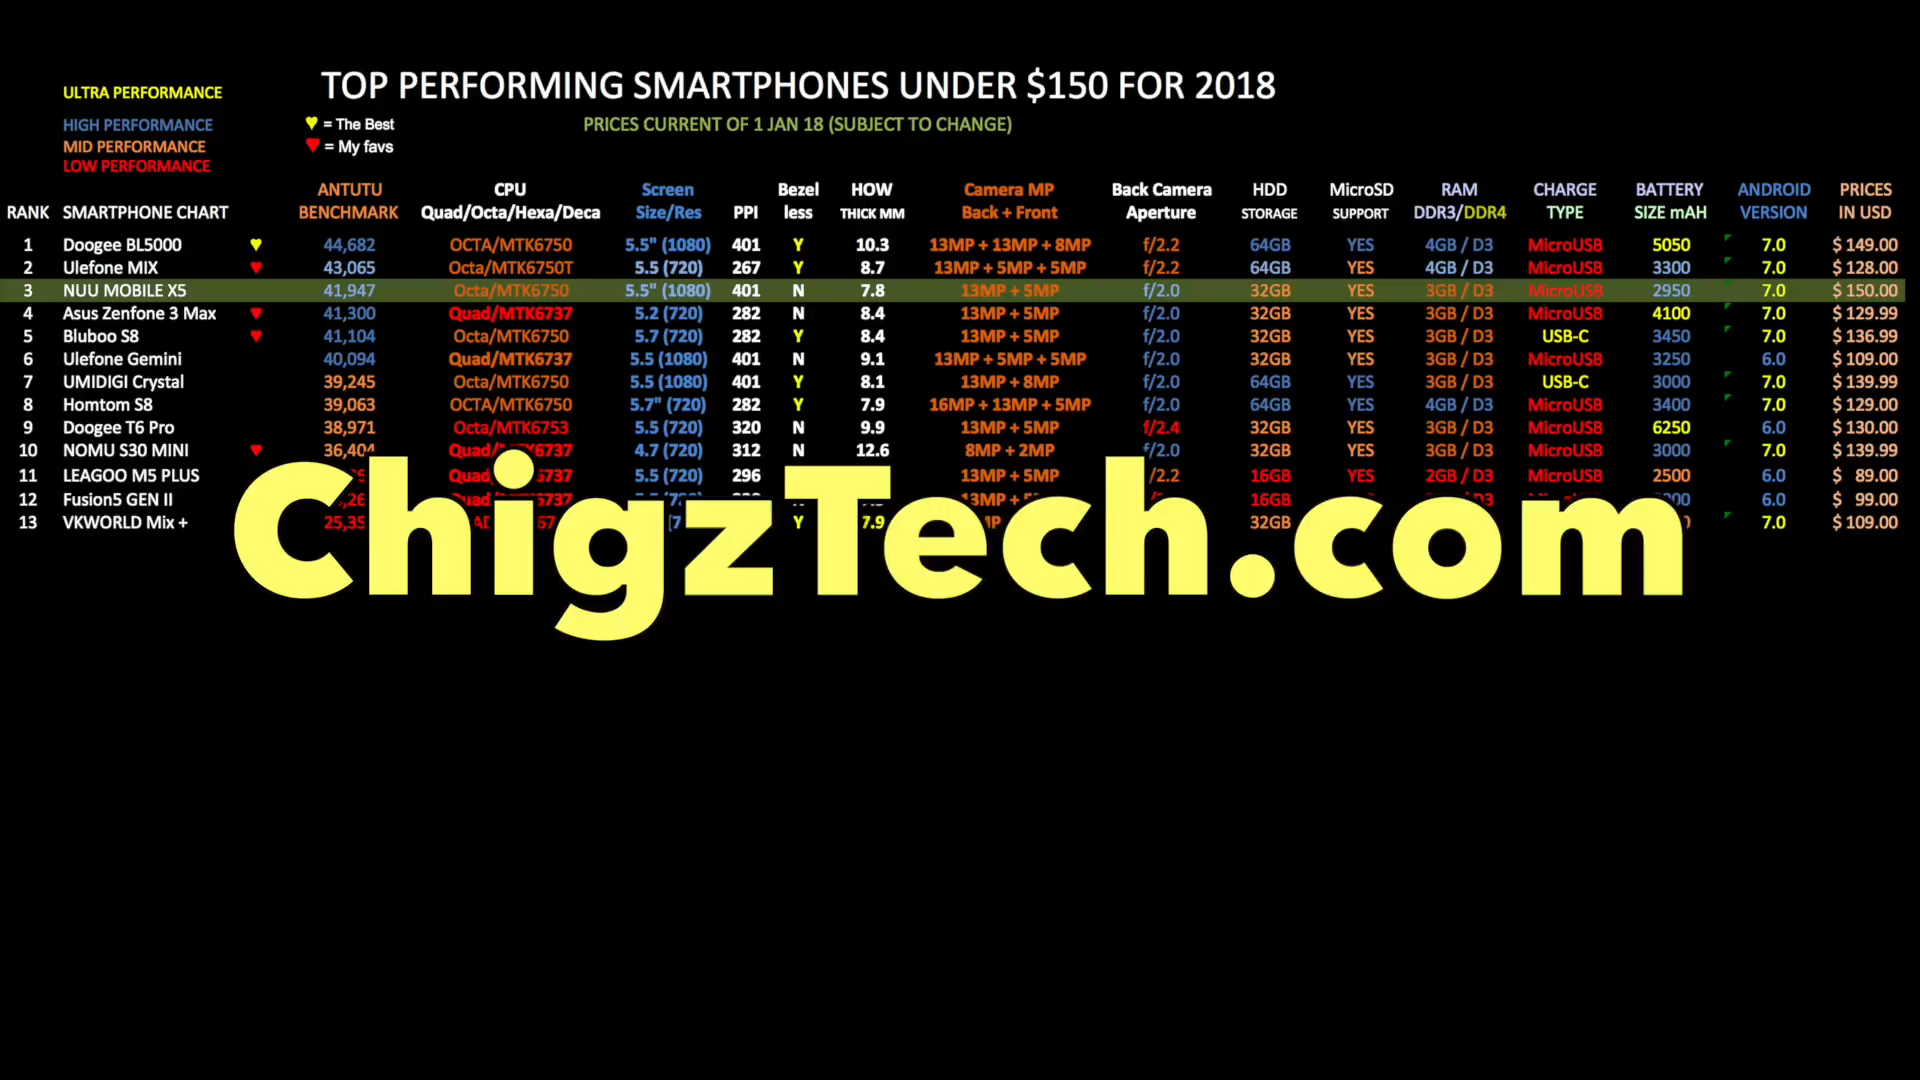 TOP PERFORMING SMARTPHONES UNDER $150 FOR 2018
ULTRA PERFORMANCE
HIGH PERFORMANCE ♥ = The Best PRICES CURRENT OF 1 JAN 18 (SUBJECT TO CHANGE)
MID PERFORMANCE ♥ = My favs
LOW PERFORMANCE
ANTUTU CPU Screen Bezel HOW Camera MP Back Camera HDD MicroSD RAM CHARGE BATTERY ANDROID PRICES
RANK SMARTPHONE CHART BENCHMARK Quad/Octa/Hexa/Deca Size/Res PPI less THICK MM Back + Front Aperture STORAGE SUPPORT DDR3/DDR4 TYPE SIZE mAH VERSION IN USD
1 Doogee BL5000 ♥ 44,682 OCTA/MTK6750 5.5" (1080) 401 Y 10.3 13MP + 13MP + 8MP f/2.2 64GB YES 4GB / D3 MicroUSB 5050 7.0 $ 149.00
2 Ulefone MIX ♥ 43,065 Octa/MTK6750T 5.5 (720) 267 Y 8.7 13MP + 5MP + 5MP f/2.2 64GB YES 4GB / D3 MicroUSB 3300 7.0 $ 128.00
3 NUU MOBILE X5 41,947 Octa/MTK6750 5.5" (1080) 401 N 7.8 13MP + 5MP f/2.0 32GB YES 3GB / D3 MicroUSB 2950 7.0 $ 150.00
4 Asus Zenfone 3 Max ♥ 41,300 Quad/MTK6737 5.2 (720) 282 N 8.4 13MP + 5MP f/2.0 32GB YES 3GB / D3 MicroUSB 4100 7.0 $ 129.99
5 Bluboo S8 ♥ 41,104 Octa/MTK6750 5.7 (720) 282 Y 8.4 13MP + 5MP f/2.0 32GB YES 3GB / D3 USB-C 3450 7.0 $ 136.99
6 Ulefone Gemini 40,094 Quad/MTK6737 5.5 (1080) 401 N 9.1 13MP + 5MP + 5MP f/2.0 32GB YES 3GB / D3 MicroUSB 3250 6.0 $ 109.00
7 UMIDIGI Crystal 39,245 Octa/MTK6750 5.5 (1080) 401 Y 8.1 13MP + 8MP f/2.0 64GB YES 3GB / D3 USB-C 3000 7.0 $ 139.99
8 Homtom S8 39,063 OCTA/MTK6750 5.7" (720) 282 Y 7.9 16MP + 13MP + 5MP f/2.0 64GB YES 4GB / D3 MicroUSB 3400 7.0 $ 129.00
9 Doogee T6 Pro 38,971 Octa/MTK6753 5.5 (720) 320 N 9.9 13MP + 5MP f/2.4 32GB YES 3GB / D3 MicroUSB 6250 6.0 $ 130.00
10 NOMU S30 MINI ♥ 36,404 Quad/MTK6737 4.7 (720) 312 N 12.6 8MP + 2MP f/2.0 32GB YES 3GB / D3 MicroUSB 3000 7.0 $ 139.99
11 LEAGOO M5 PLUS 5.5 (720) 296 13MP + 5MP /2.2 16GB YES 2GB / D3 MicroUSB 2500 6.0 $ 89.00
12 Fusion5 GEN II 16GB 6.0 $ 99.00
13 VKWORLD Mix + Y 7.9 32GB 7.0 $ 109.00
ChigzTech.com